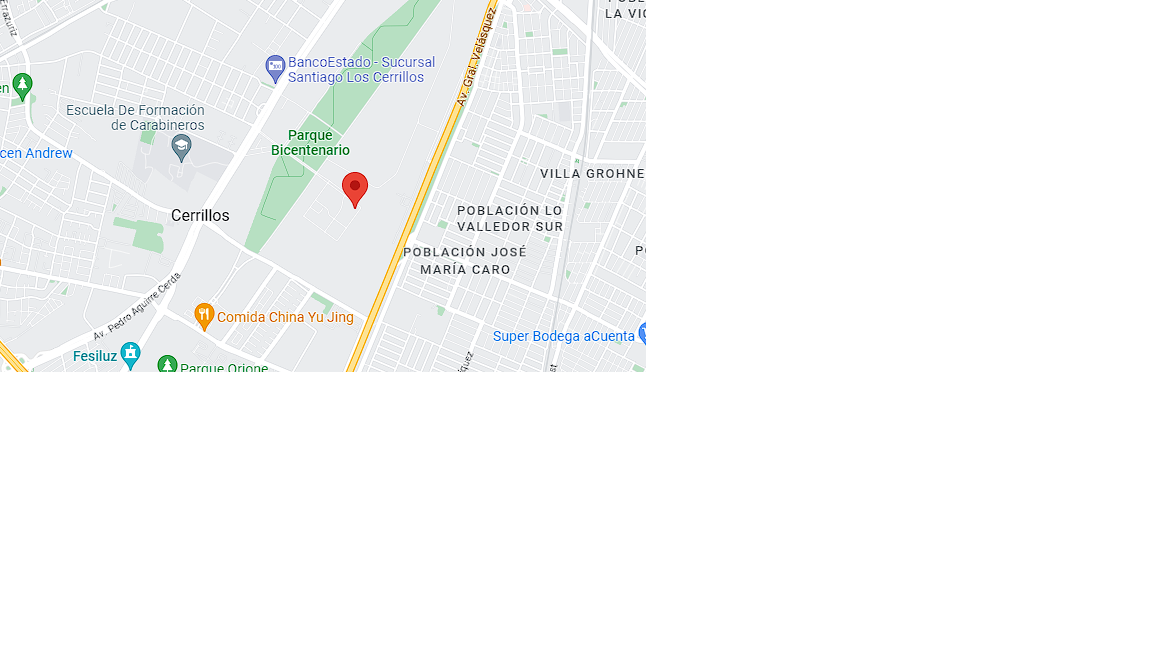 Errázuriz
LA VIC
Av. Gral. Velásquez
BancoEstado - Sucursal
Santiago Los Cerrillos
en
Escuela De Formación
de Carabineros
Parque
Bicentenario
cen Andrew
VILLA GROHNE
Cerrillos
POBLACIÓN LO
VALLEDOR SUR
POBLACIÓN JOSÉ
MARÍA CARO
Av. Pedro Aguirre Cerda
Comida China Yu Jing
Super Bodega aCuenta
Fesiluz
Parque Orione
quez
st